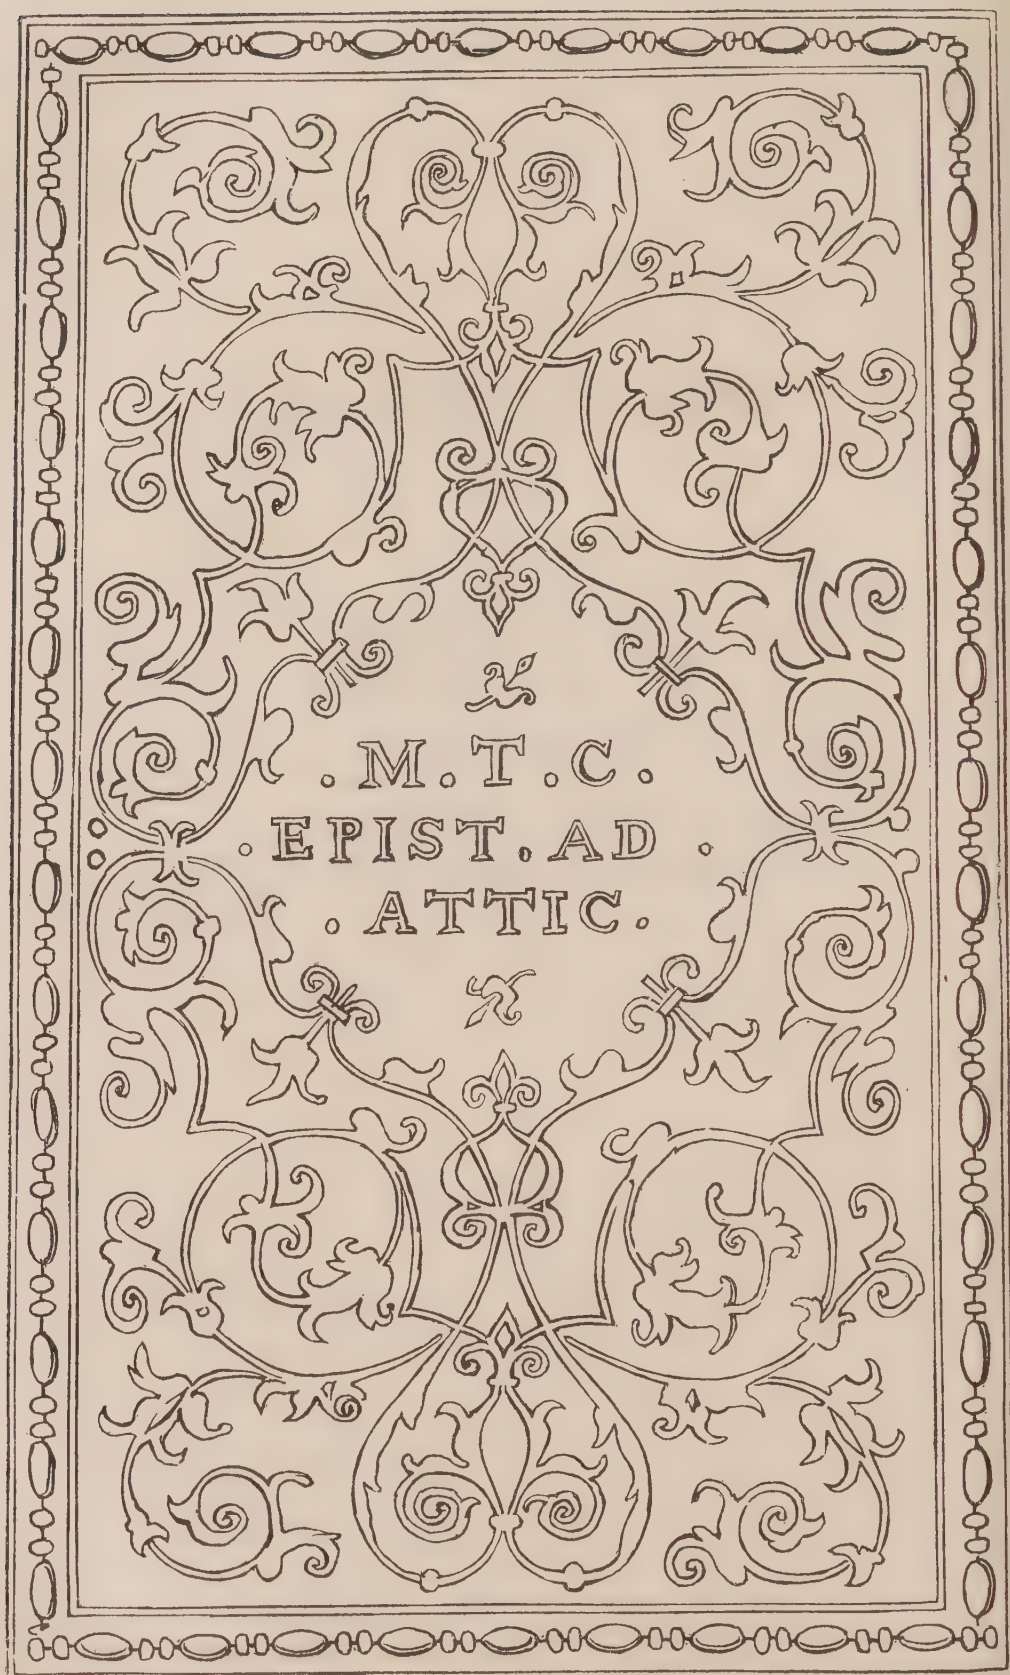 . M . T . C .
. EPIST . AD .
. ATTIC .